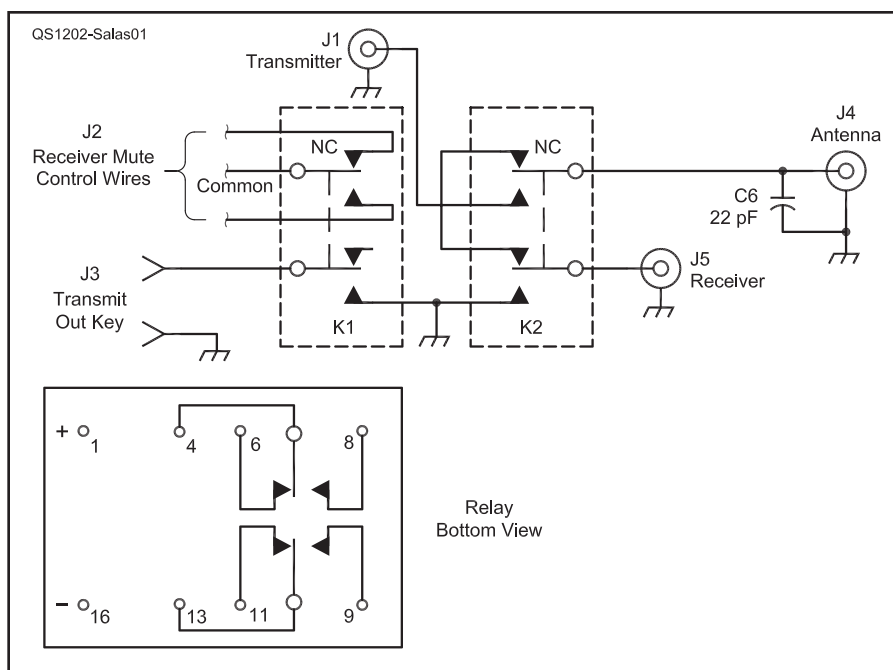 QS1202-Salas01
J1
Transmitter
J2
Receiver Mute
Control Wires
Common
NC
NC
J4
Antenna
C6
22 pF
J3
Transmit
Out Key
J5
Receiver
K1
K2
+ 1
4
6
8
Relay
Bottom View
– 16
13
11
9